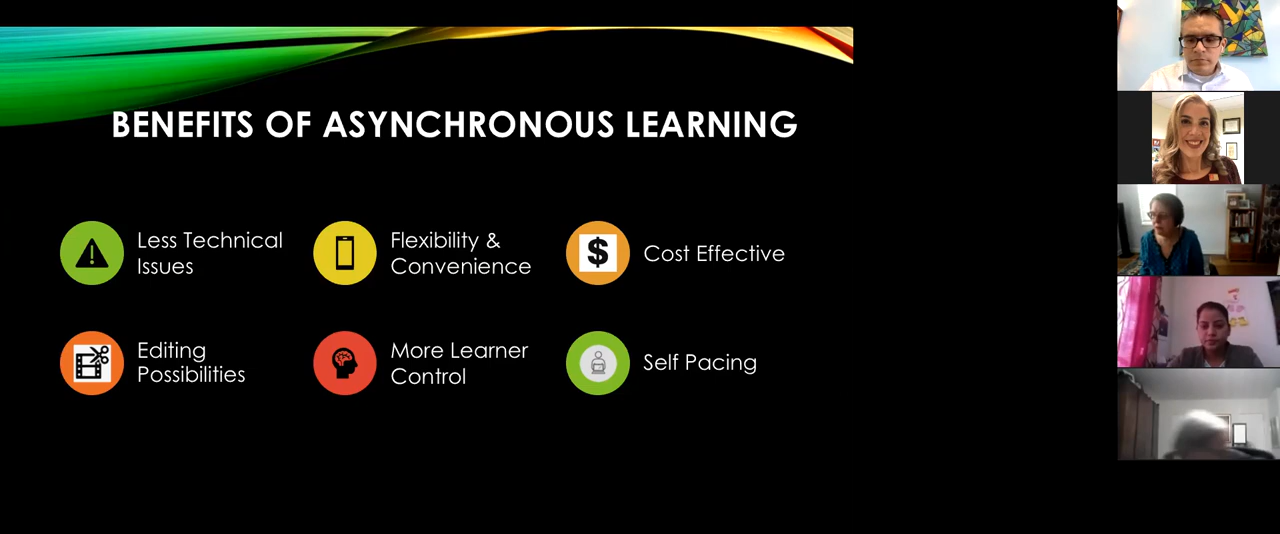 BENEFITS OF ASYNCHRONOUS LEARNING
Less Technical
Issues
Flexibility &
Convenience
$
Cost Effective
Editing
Possibilities
More Learner
Control
Self Pacing